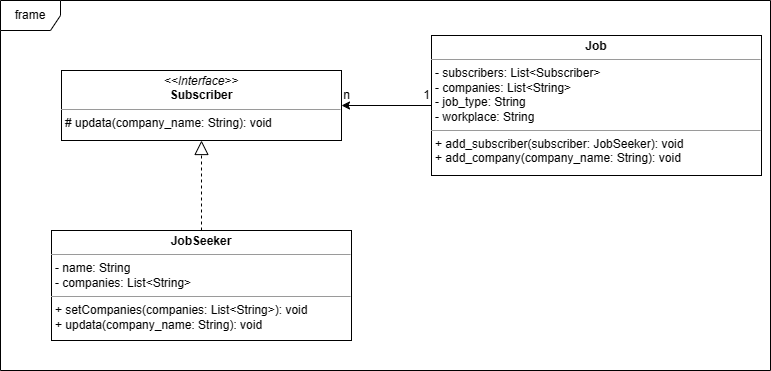 frame
<<Interface>>
Subscriber
# updata(company_name: String): void
n
1
Job
- subscribers: List<Subscriber>
- companies: List<String>
- job_type: String
- workplace: String
+ add_subscriber(subscriber: JobSeeker): void
+ add_company(company_name: String): void
JobSeeker
- name: String
- companies: List<String>
+ setCompanies(companies: List<String>): void
+ updata(company_name: String): void